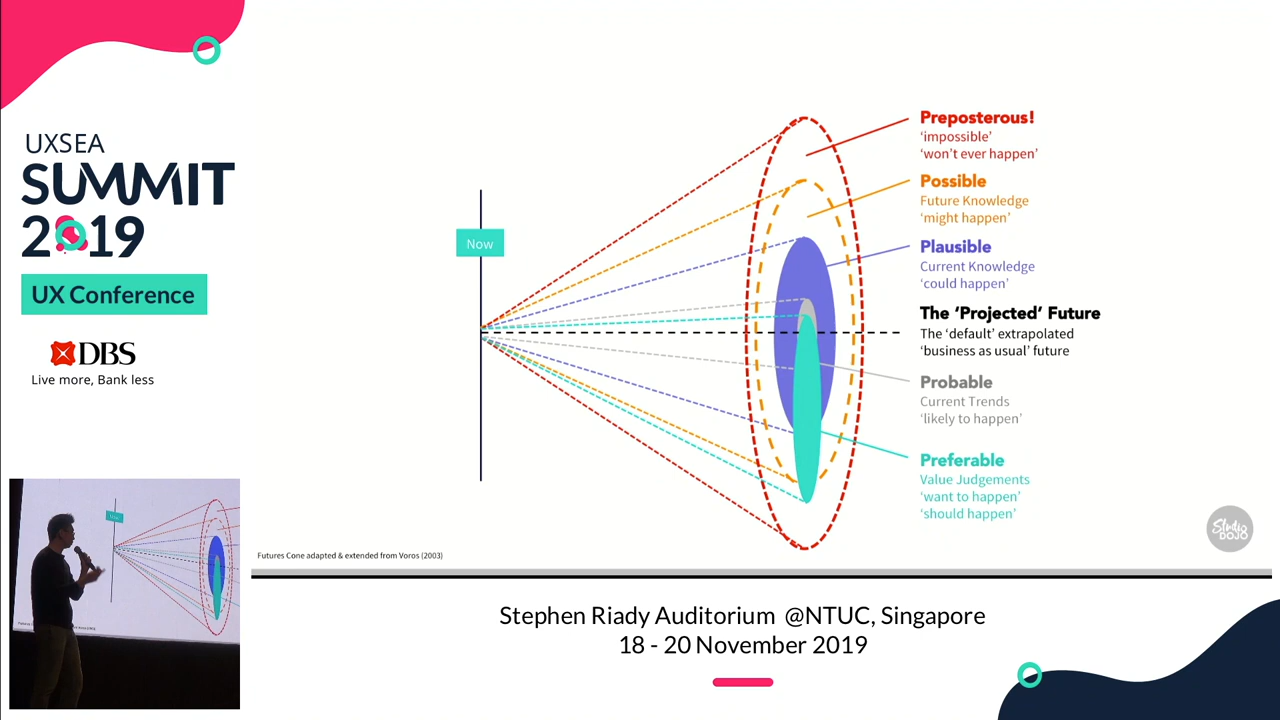 UXSEA
SUMMIT
2019
UX Conference
DBS
Live more, Bank less
Now
Preposterous!
‘impossible’
‘won’t ever happen’
Possible
Future Knowledge
‘might happen’
Plausible
Current Knowledge
‘could happen’
The ‘Projected’ Future
The ‘default’ extrapolated
‘business as usual’ future
Probable
Current Trends
‘likely to happen’
Preferable
Value Judgements
‘want to happen’
‘should happen’
Studio
DOJO
Futures Cone adapted & extended from Voros (2003)
Stephen Riady Auditorium @NTUC, Singapore
18 - 20 November 2019